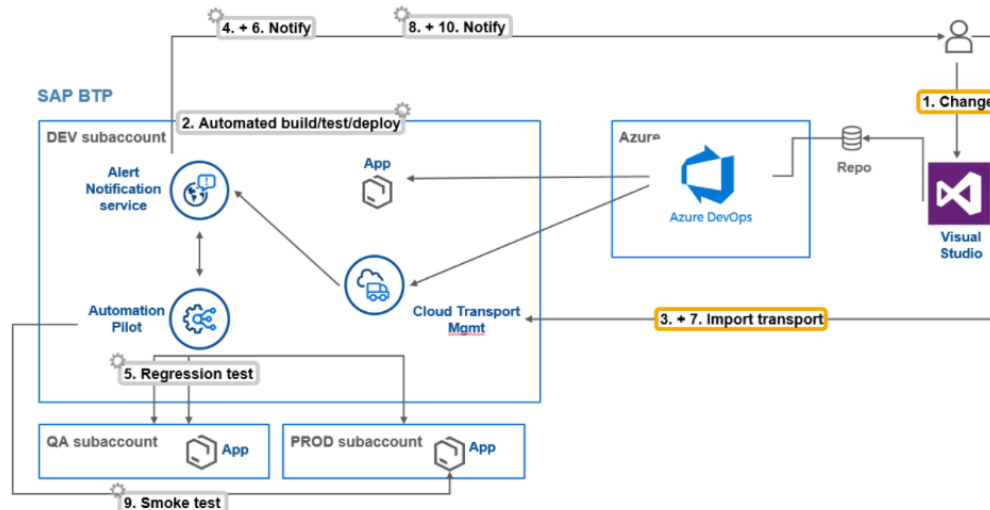 4. + 6. Notify
8. + 10. Notify
SAP BTP
1. Change
2. Automated build/test/deploy
DEV subaccount
Azure
Alert
Notification
service
App
Repo
Azure DevOps
Visual
Studio
Automation
Pilot
Cloud Transport
Mgmt
3. + 7. Import transport
5. Regression test
QA subaccount
App
PROD subaccount
App
9. Smoke test